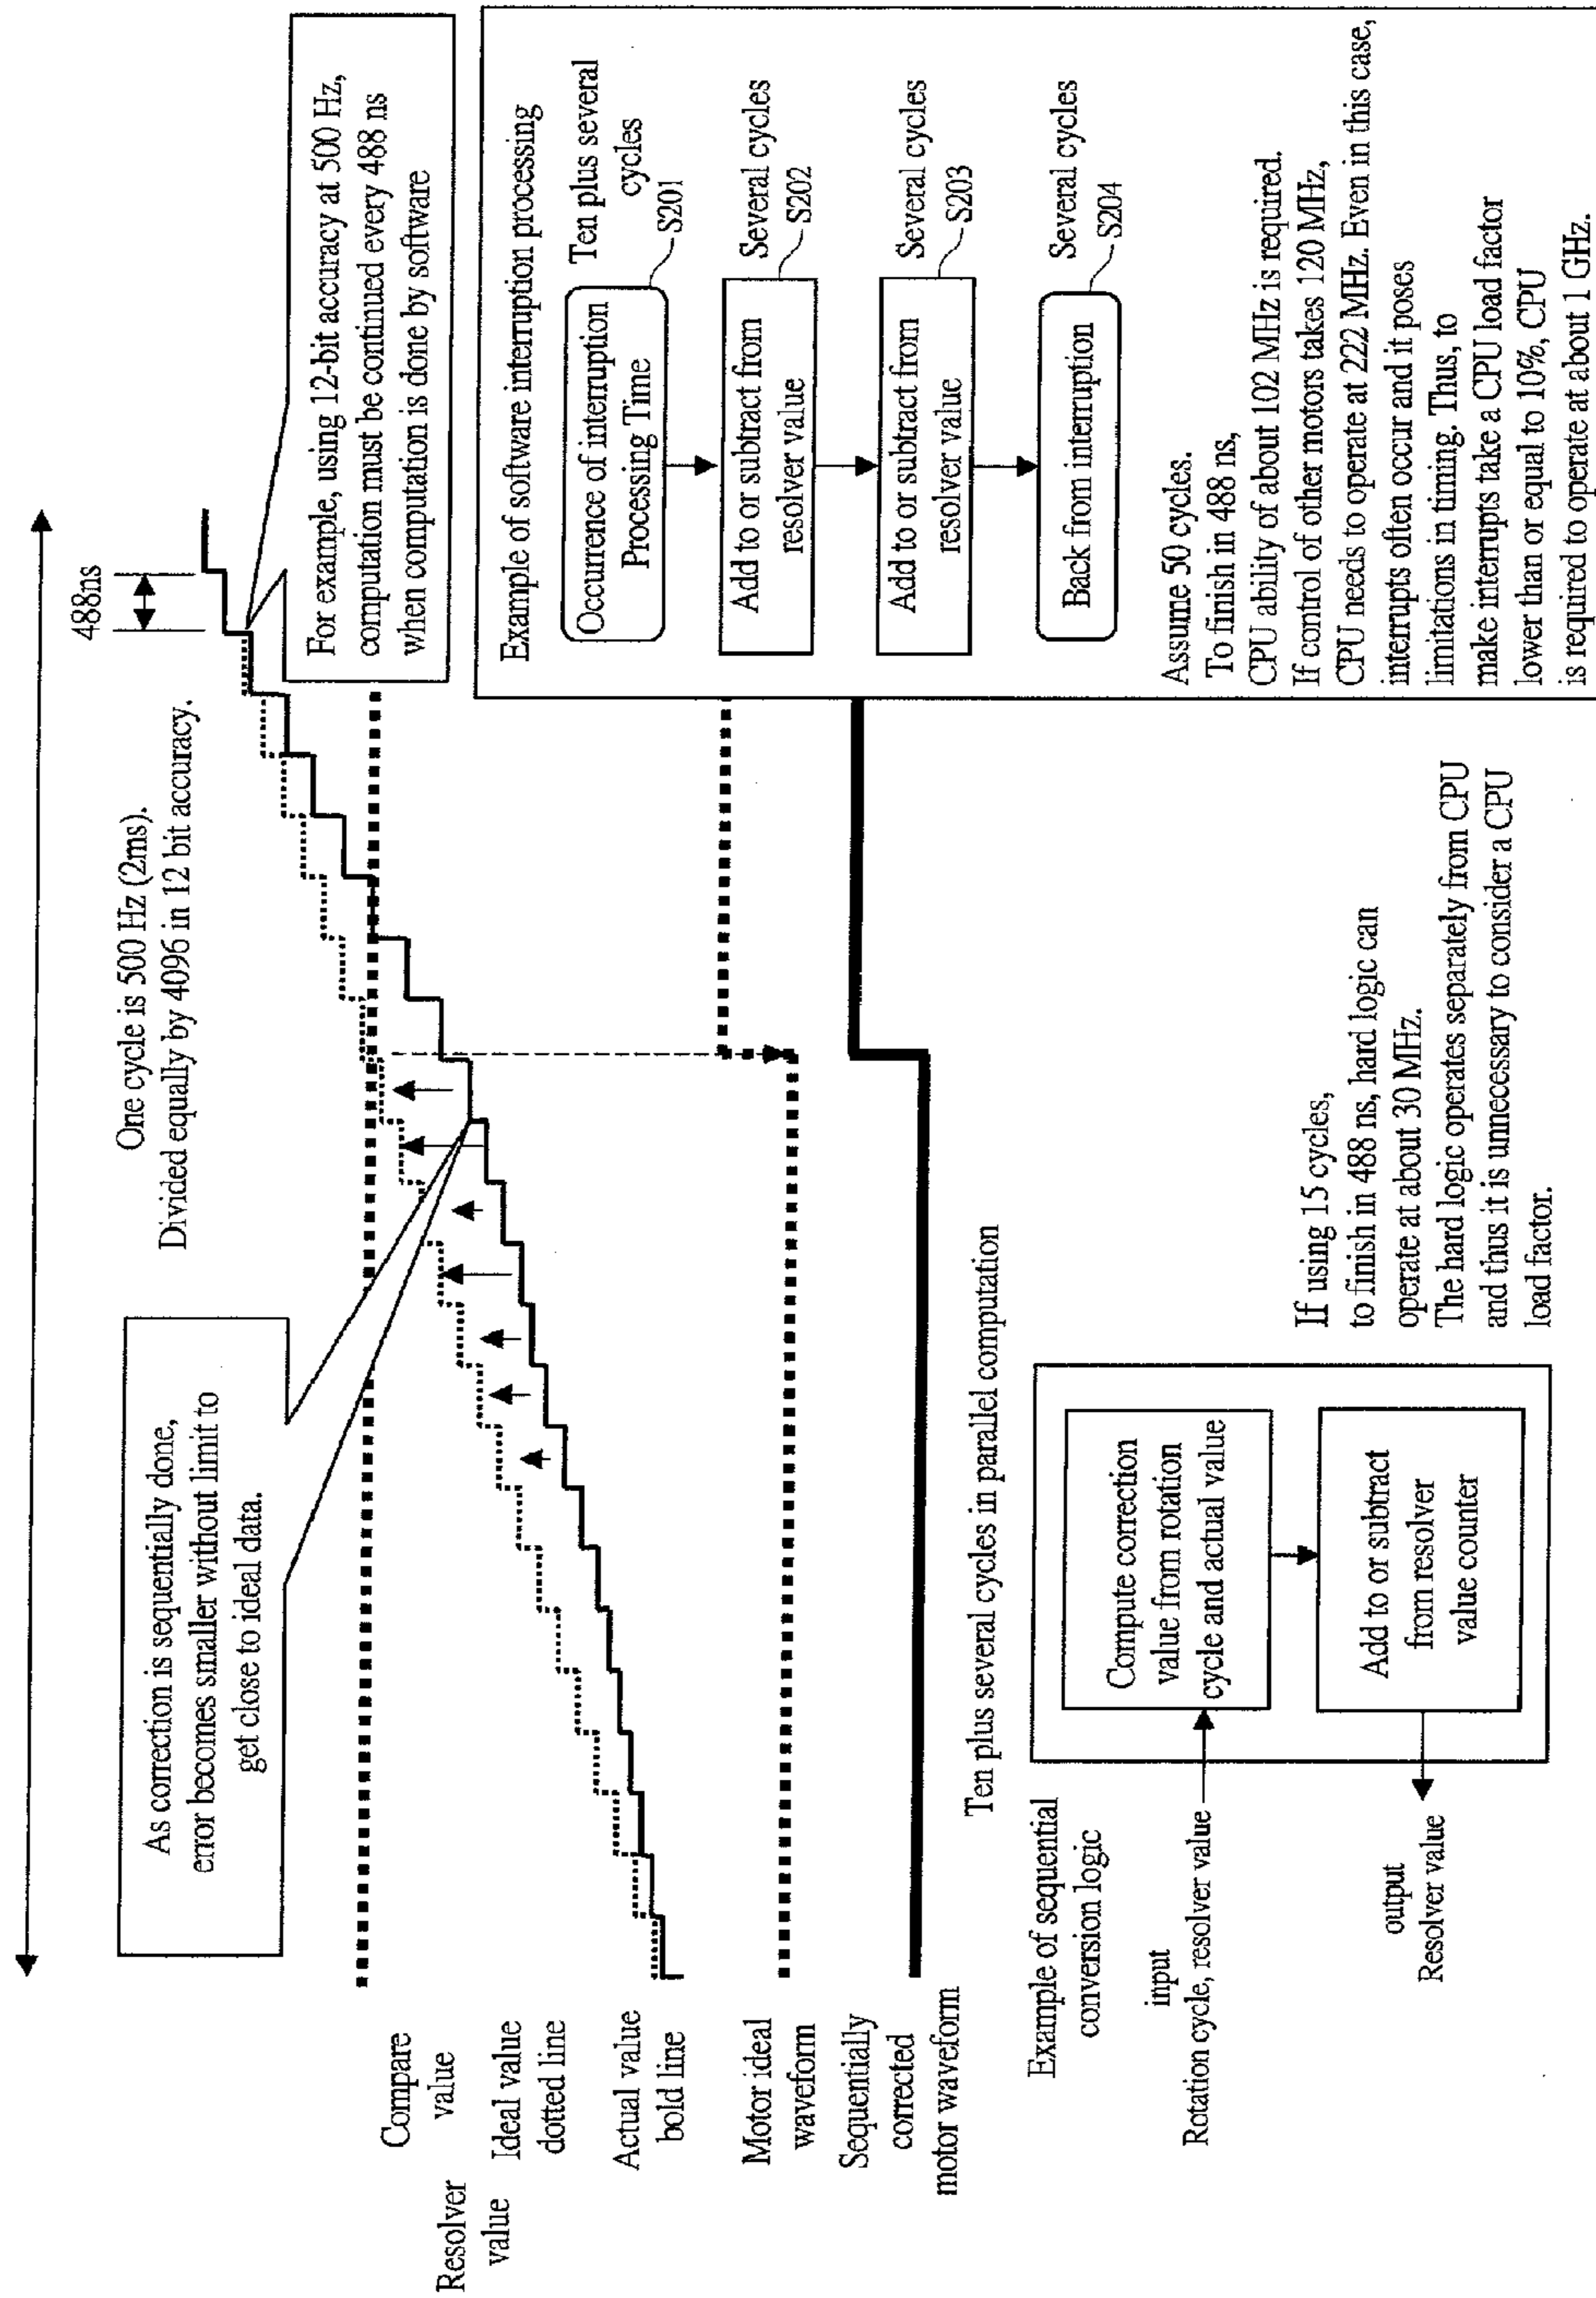 One cycle is 500 Hz (2ms).
Divided equally by 4096 in 12 bit accuracy.
488ns
As correction is sequentially done,
error becomes smaller without limit to
get close to ideal data.
For example, using 12-bit accuracy at 500 Hz,
computation must be continued every 488 ns
when computation is done by software
Resolver
value
Compare
value
Ideal value
dotted line
Actual value
bold line
Motor ideal
waveform
Sequentially
corrected
motor waveform
Ten plus several cycles in parallel computation
Example of sequential
conversion logic
input
Rotation cycle, resolver value
output
Resolver value
Compute correction
value from rotation
cycle and actual value
Add to or subtract
from resolver
value counter
If using 15 cycles,
to finish in 488 ns, hard logic can
operate at about 30 MHz.
The hard logic operates separately from CPU
and thus it is unnecessary to consider a CPU
load factor.
Example of software interruption processing
Occurrence of interruption
Processing Time
Ten plus several
cycles
S201
Add to or subtract from
resolver value
Several cycles
S202
Add to or subtract from
resolver value
Several cycles
S203
Back from interruption
Several cycles
S204
Assume 50 cycles.
To finish in 488 ns,
CPU ability of about 102 MHz is required.
If control of other motors takes 120 MHz,
CPU needs to operate at 222 MHz. Even in this case,
interrupts often occur and it poses
limitations in timing. Thus, to
make interrupts take a CPU load factor
lower than or equal to 10%, CPU
is required to operate at about 1 GHz.